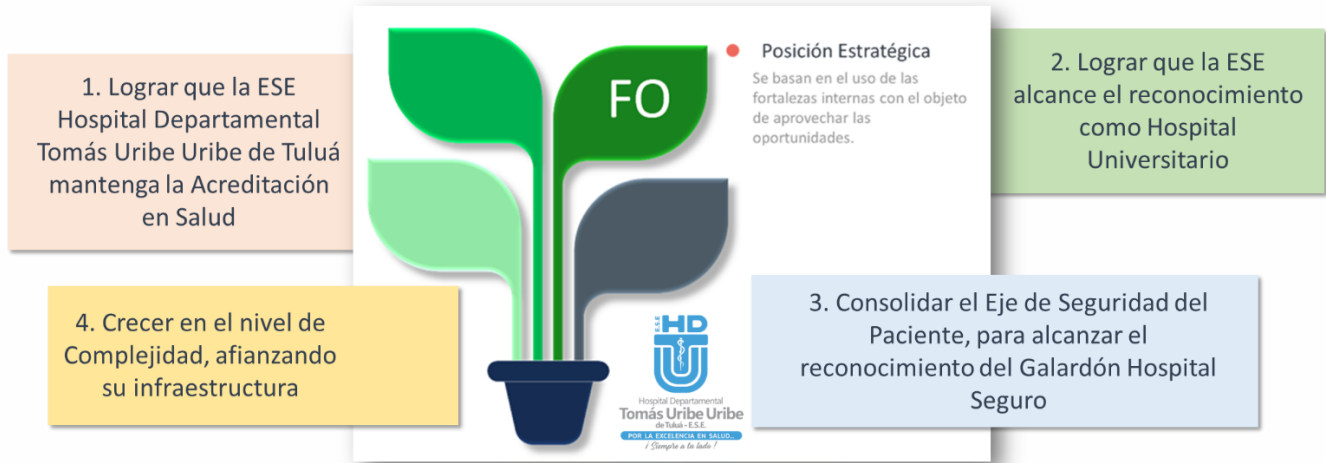 1. Lograr que la ESE
Hospital Departamental
Tomás Uribe Uribe de Tuluá
mantenga la Acreditación
en Salud
FO
Posición Estratégica
Se basan en el uso de las
fortalezas internas con el objeto
de aprovechar las
oportunidades.
2. Lograr que la ESE
alcance el reconocimiento
como Hospital
Universitario
4. Crecer en el nivel de
Complejidad, afianzando
su infraestructura
E.S.E
HD
Hospital Departamental
Tomás Uribe Uribe
de Tuluá - E.S.E.
POR LA EXCELENCIA EN SALUD...
¡ Siempre a tu lado !
3. Consolidar el Eje de Seguridad del
Paciente, para alcanzar el
reconocimiento del Galardón Hospital
Seguro